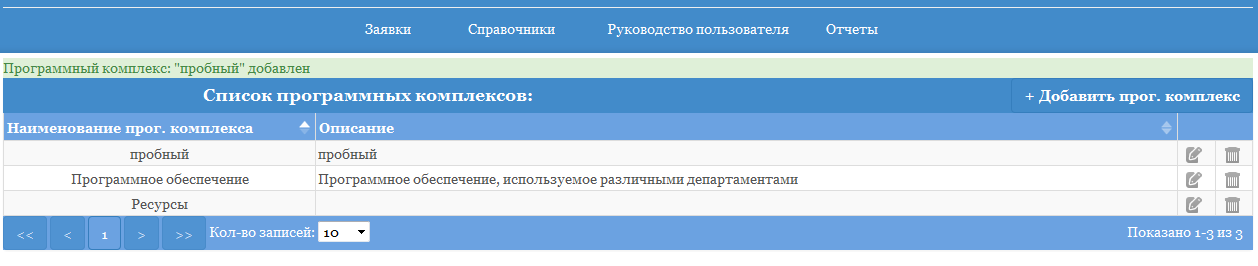 Заявки Справочники Руководство пользователя Отчеты
Программный комплекс: "пробный" добавлен
Список программных комплексов: + Добавить прог. комплекс
Наименование прог. комплекса Описание
пробный пробный
Программное обеспечение Программное обеспечение, используемое различными департаментами
Ресурсы
<< < 1 > >> Кол-во записей: 10 Показано 1-3 из 3